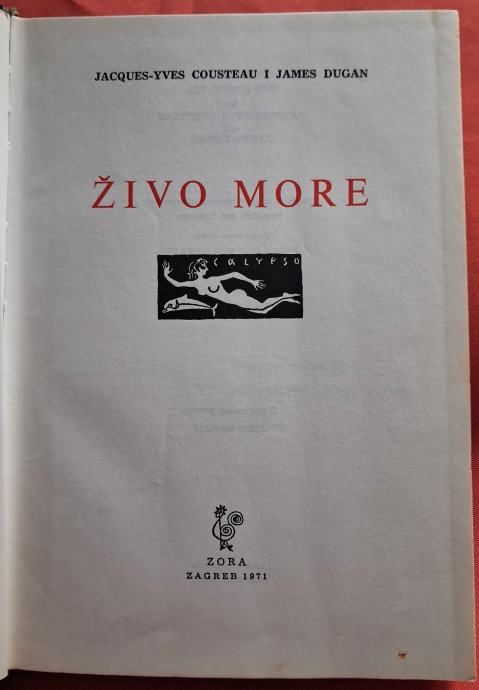 JACQUES-YVES COUSTEAU I JAMES DUGAN
ŽIVO MORE
CALYPSO
ZORA
ZAGREB 1971